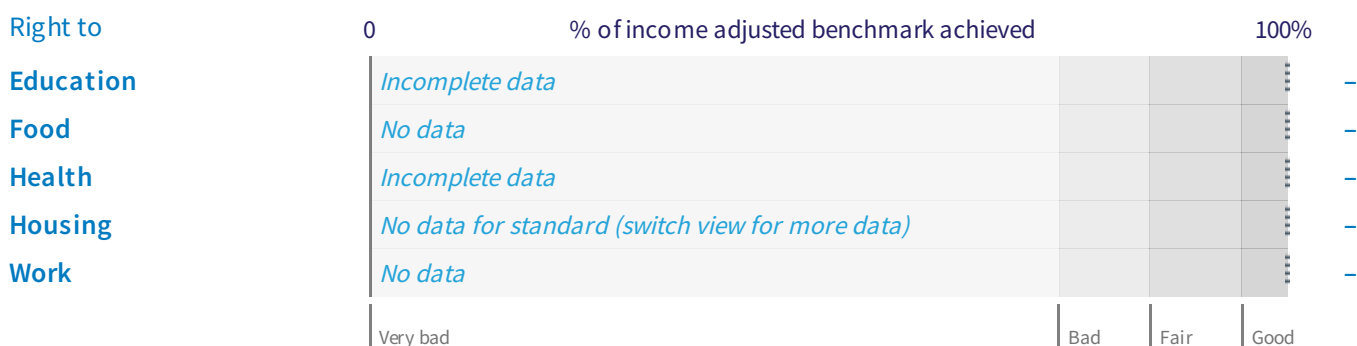 Right to 0 % of income adjusted benchmark achieved 100%
Education Incomplete data –
Food No data –
Health Incomplete data –
Housing No data for standard (switch view for more data) –
Work No data –
Very bad Bad Fair Good